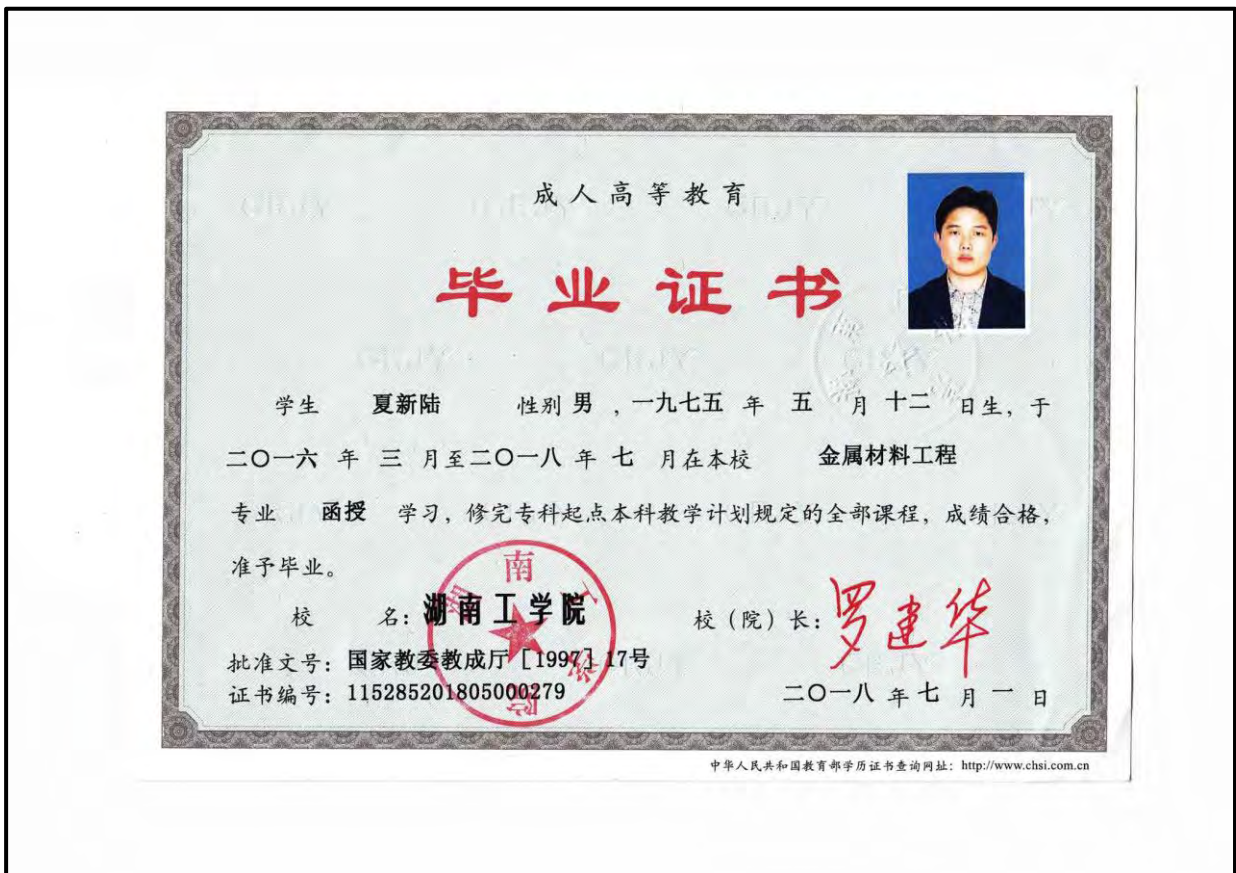 成人高等教育
毕业证书
学生 夏新陆 性别 男 ,一九七五 年 五 月 十二 日生, 于
二〇一六 年 三 月至 二〇一八 年 七 月在本校 金属材料工程
专业 函授 学习, 修完专科起点本科教学计划规定的全部课程, 成绩合格,
准予毕业。
校 名: 湖南工学院
校（院）长: 罗建华
批准文号: 国家教委教成厅［1997］17号
证书编号: 115285201805000279
二〇一八 年 七 月 一 日
湖南工学院
中华人民共和国教育部学历证书查询网址: http://www.chsi.com.cn